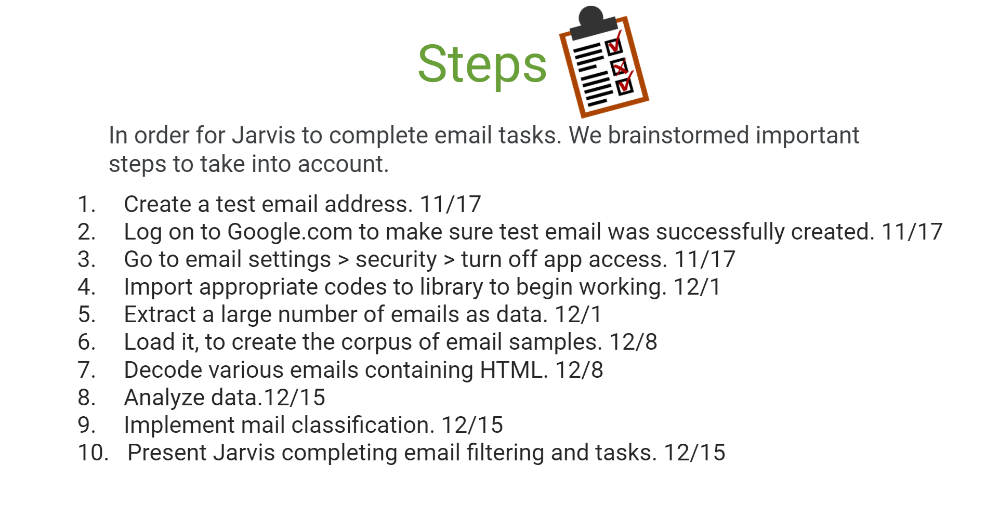 Steps
In order for Jarvis to complete email tasks. We brainstormed important
steps to take into account.
1. Create a test email address. 11/17
2. Log on to Google.com to make sure test email was successfully created. 11/17
3. Go to email settings > security > turn off app access. 11/17
4. Import appropriate codes to library to begin working. 12/1
5. Extract a large number of emails as data. 12/1
6. Load it, to create the corpus of email samples. 12/8
7. Decode various emails containing HTML. 12/8
8. Analyze data.12/15
9. Implement mail classification. 12/15
10. Present Jarvis completing email filtering and tasks. 12/15